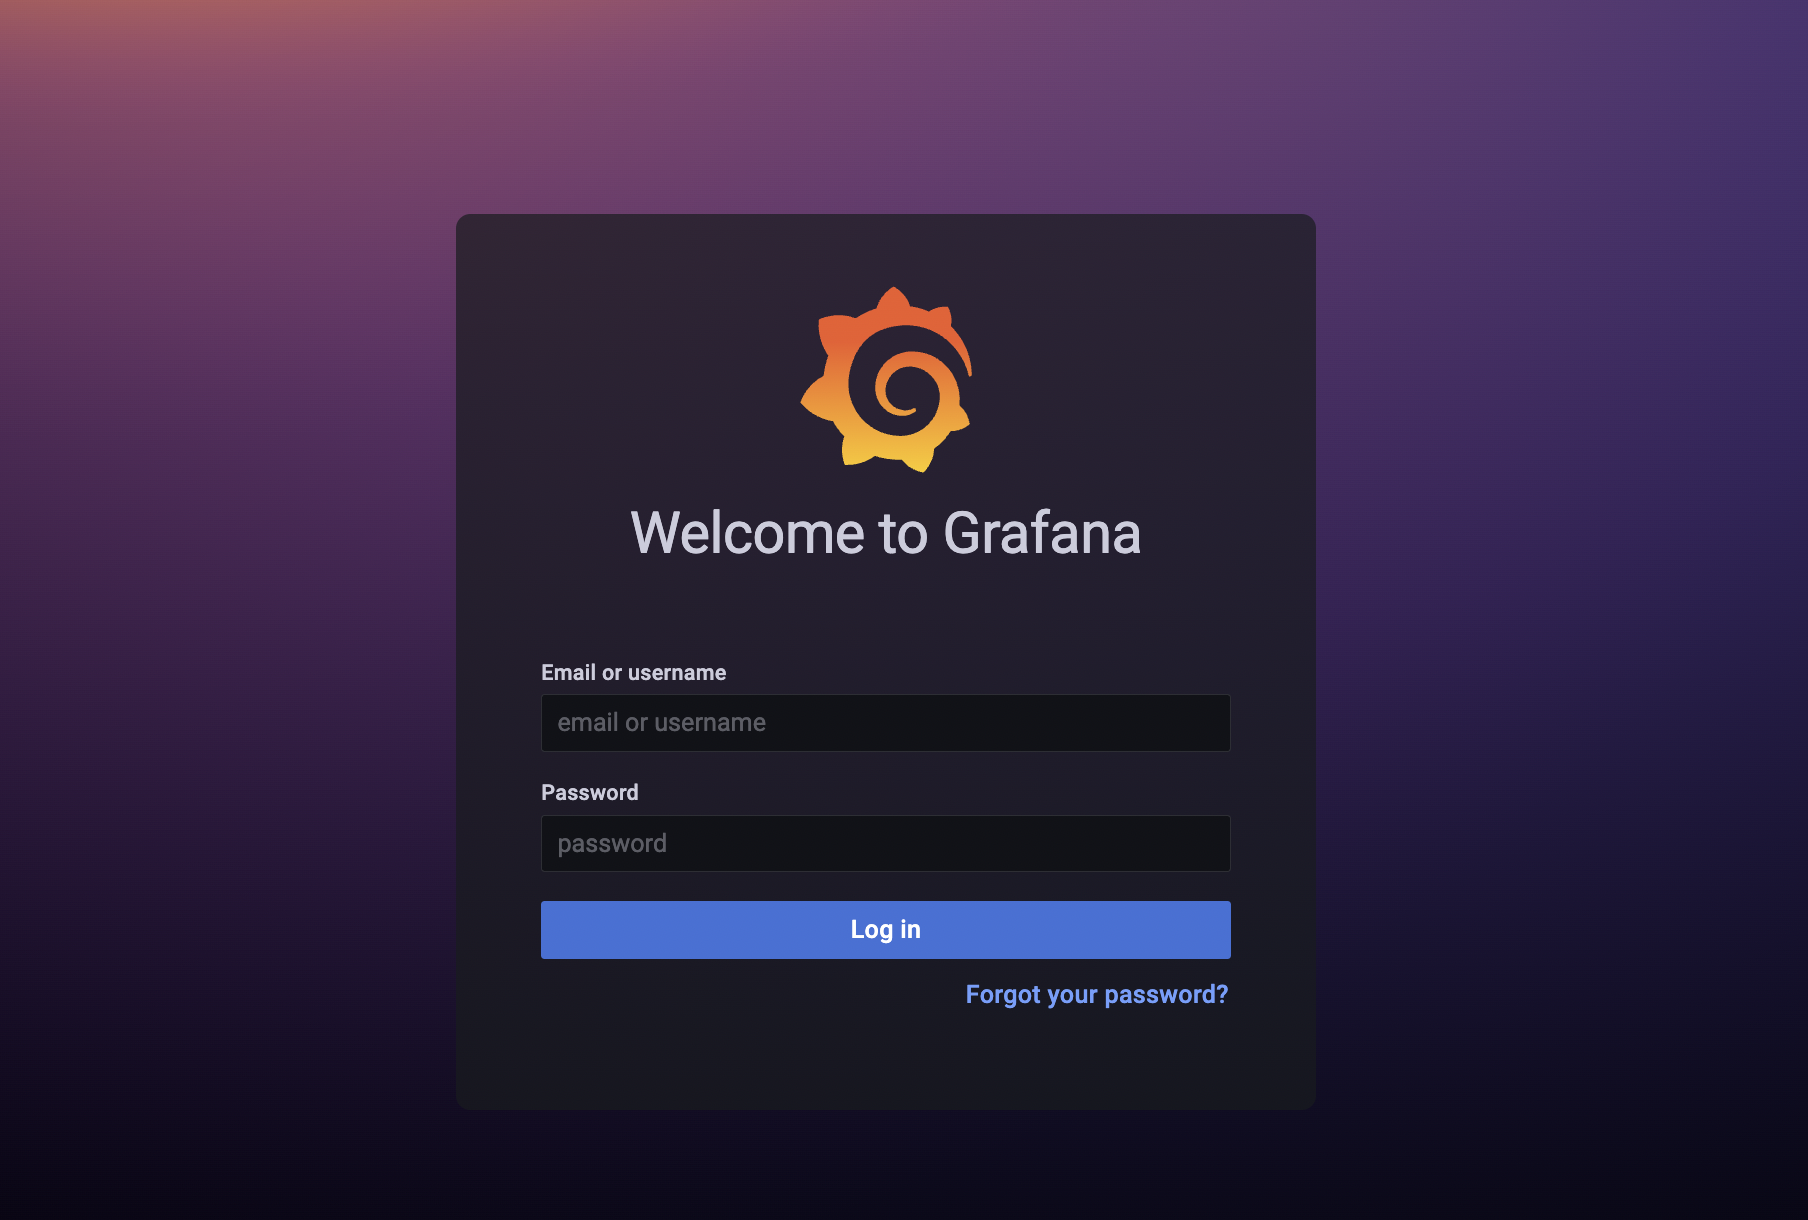 Welcome to Grafana
Email or username
email or username
Password
password
Log in
Forgot your password?